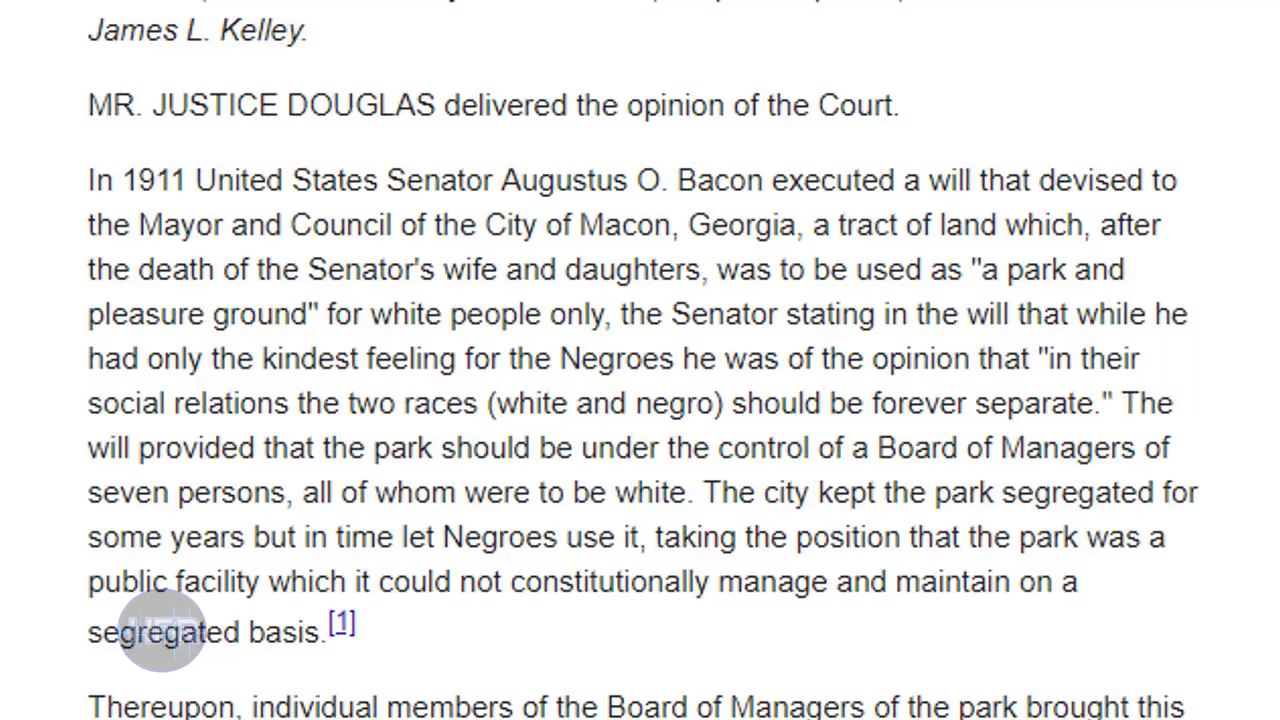 James L. Kelley.
MR. JUSTICE DOUGLAS delivered the opinion of the Court.
In 1911 United States Senator Augustus O. Bacon executed a will that devised to
the Mayor and Council of the City of Macon, Georgia, a tract of land which, after
the death of the Senator's wife and daughters, was to be used as "a park and
pleasure ground" for white people only, the Senator stating in the will that while he
had only the kindest feeling for the Negroes he was of the opinion that "in their
social relations the two races (white and negro) should be forever separate." The
will provided that the park should be under the control of a Board of Managers of
seven persons, all of whom were to be white. The city kept the park segregated for
some years but in time let Negroes use it, taking the position that the park was a
public facility which it could not constitutionally manage and maintain on a
segregated basis.[1]
Thereupon, individual members of the Board of Managers of the park brought this